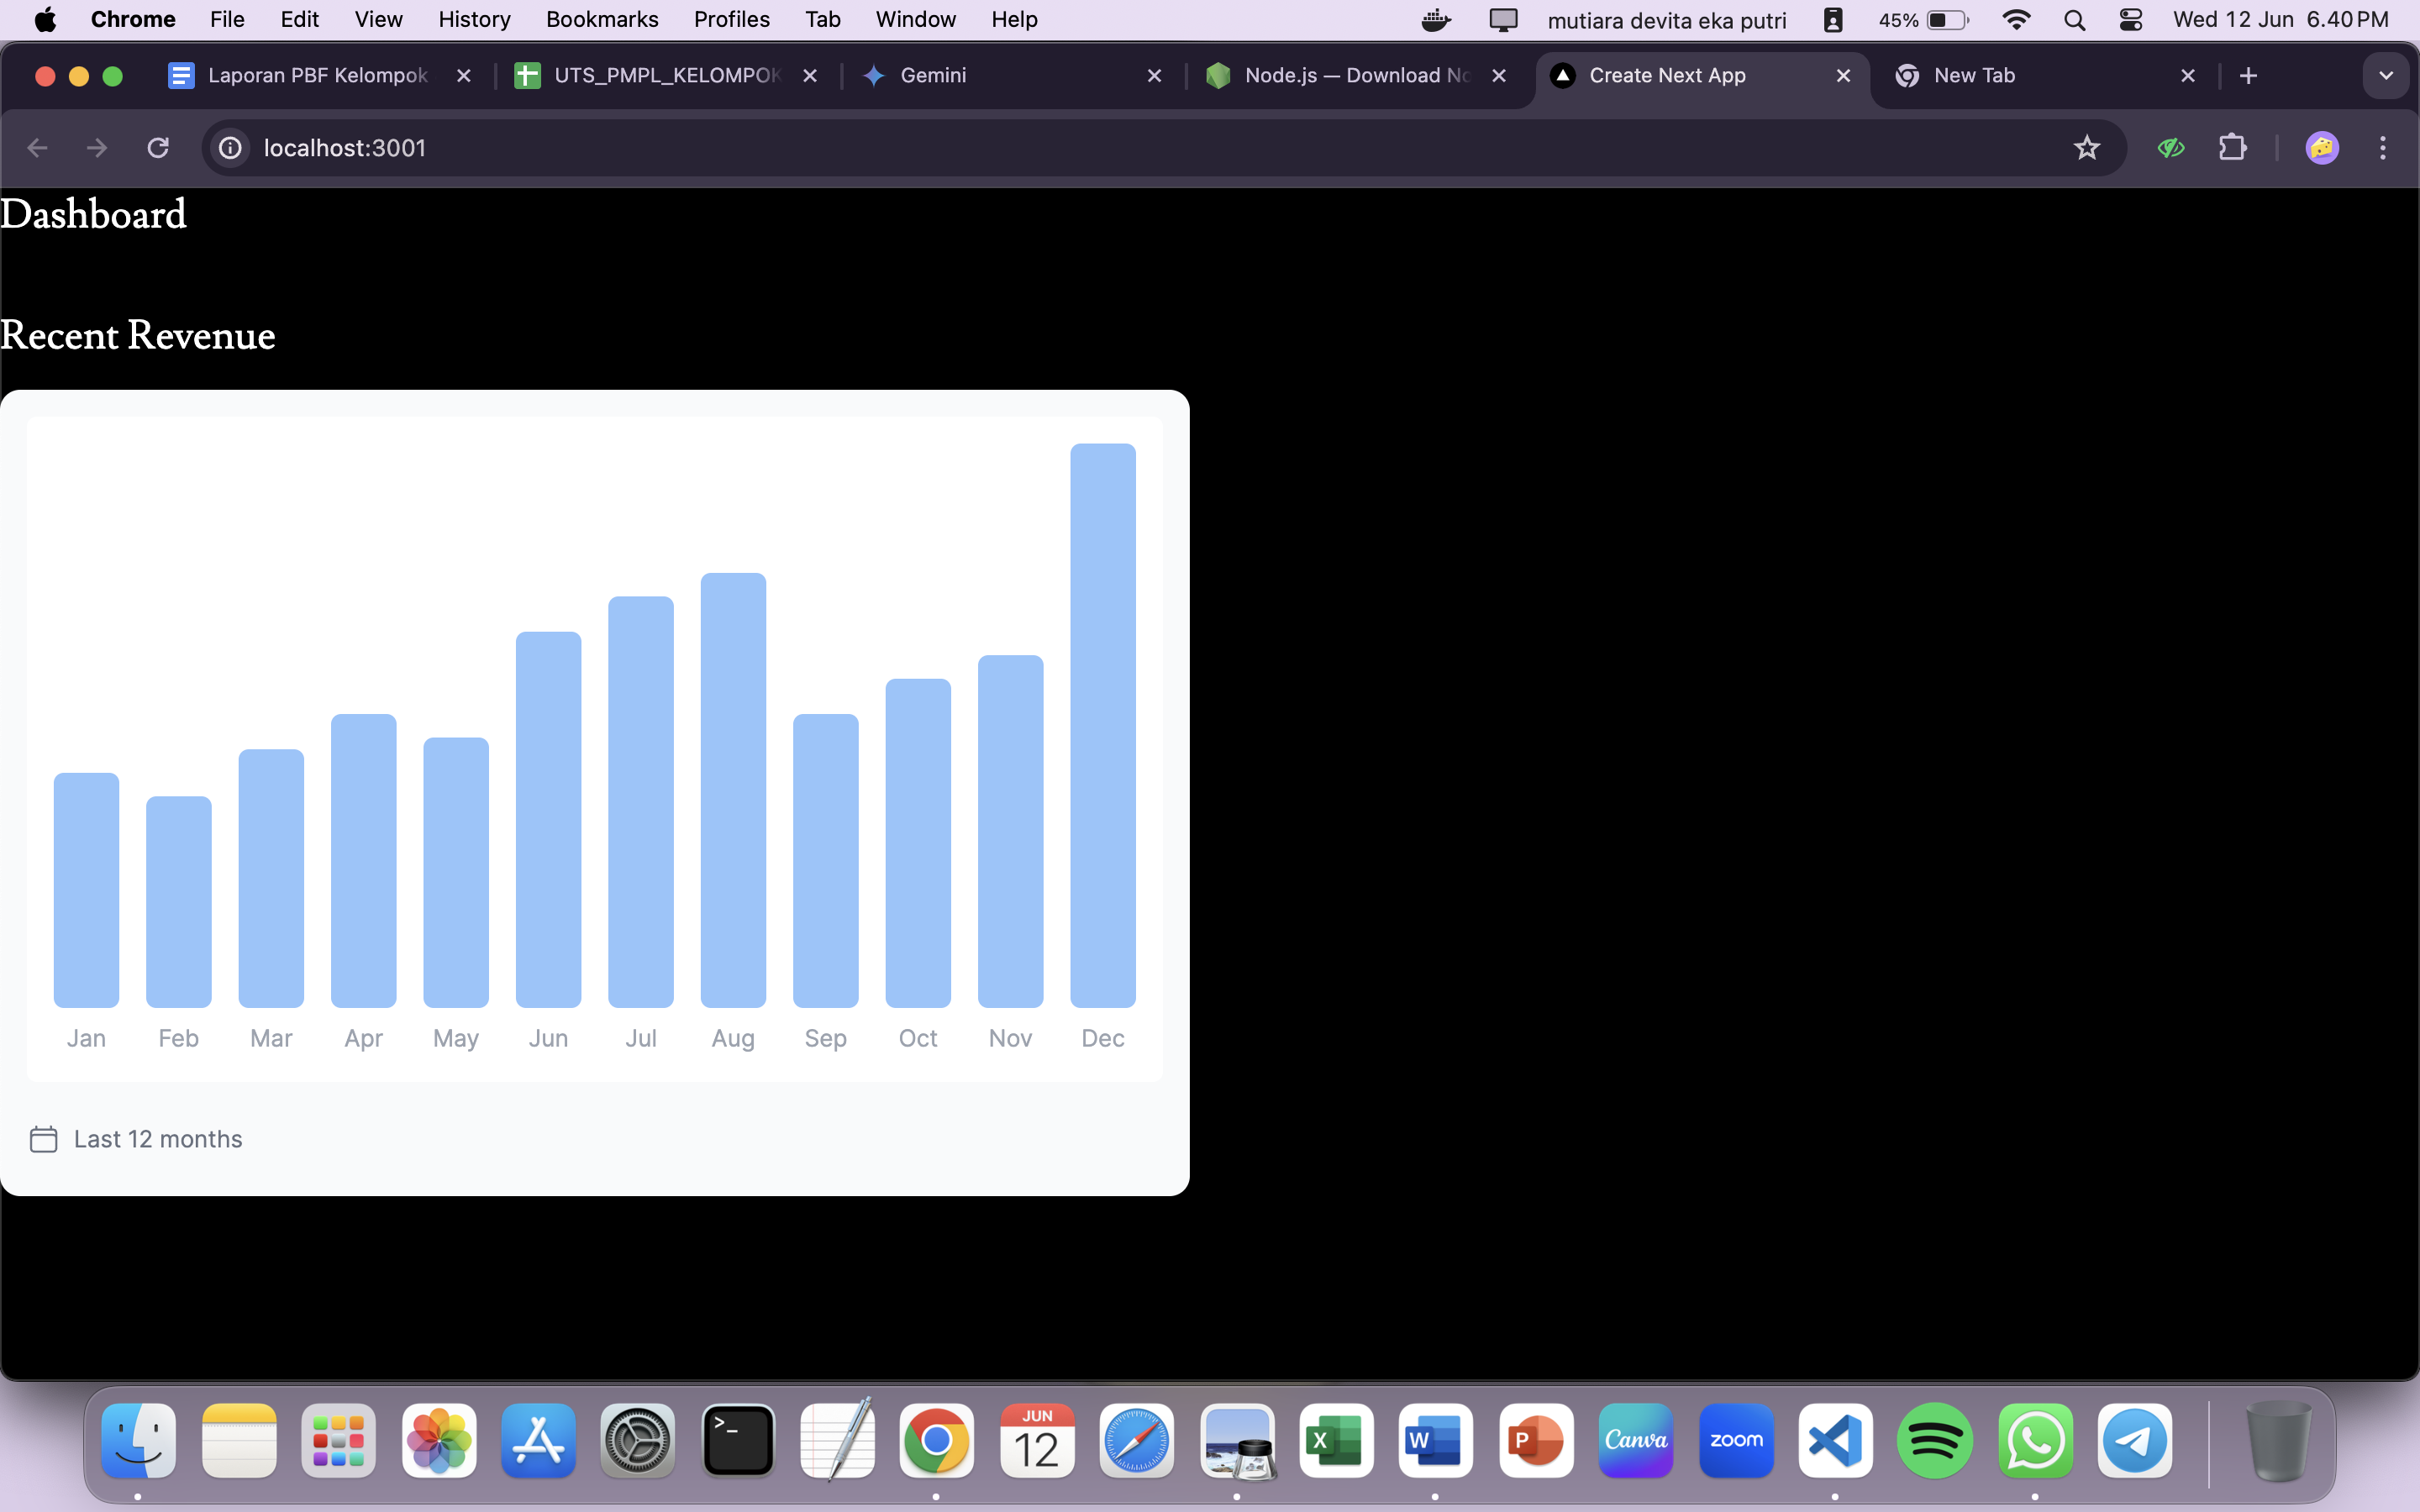 Chrome File Edit View History Bookmarks Profiles Tab Window Help mutiara devita eka putri 45% Wed 12 Jun 6.40 PM
Laporan PBF Kelompok UTS_PMPL_KELOMPOK Gemini Node.js — Download No Create Next App New Tab
localhost:3001
Dashboard
Recent Revenue
Jan Feb Mar Apr May Jun Jul Aug Sep Oct Nov Dec
Last 12 months
JUN
12
X W P Canva zoom